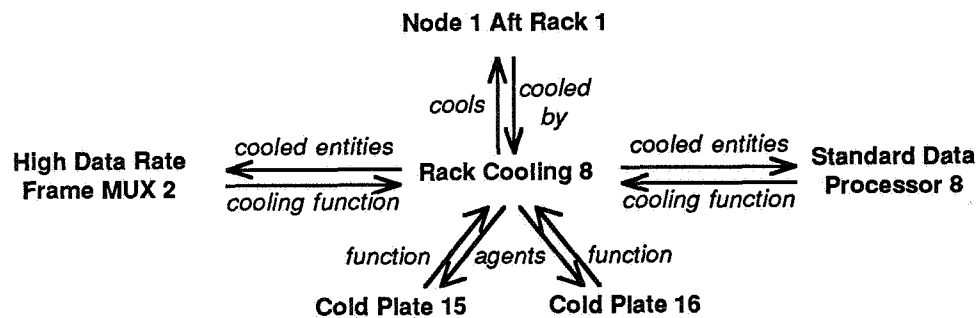 Node 1 Aft Rack 1
cools
cooled
by
cooled entities
cooled entities
High Data Rate
Frame MUX 2
Rack Cooling 8
Standard Data
Processor 8
cooling function
cooling function
function
agents
function
Cold Plate 15
Cold Plate 16